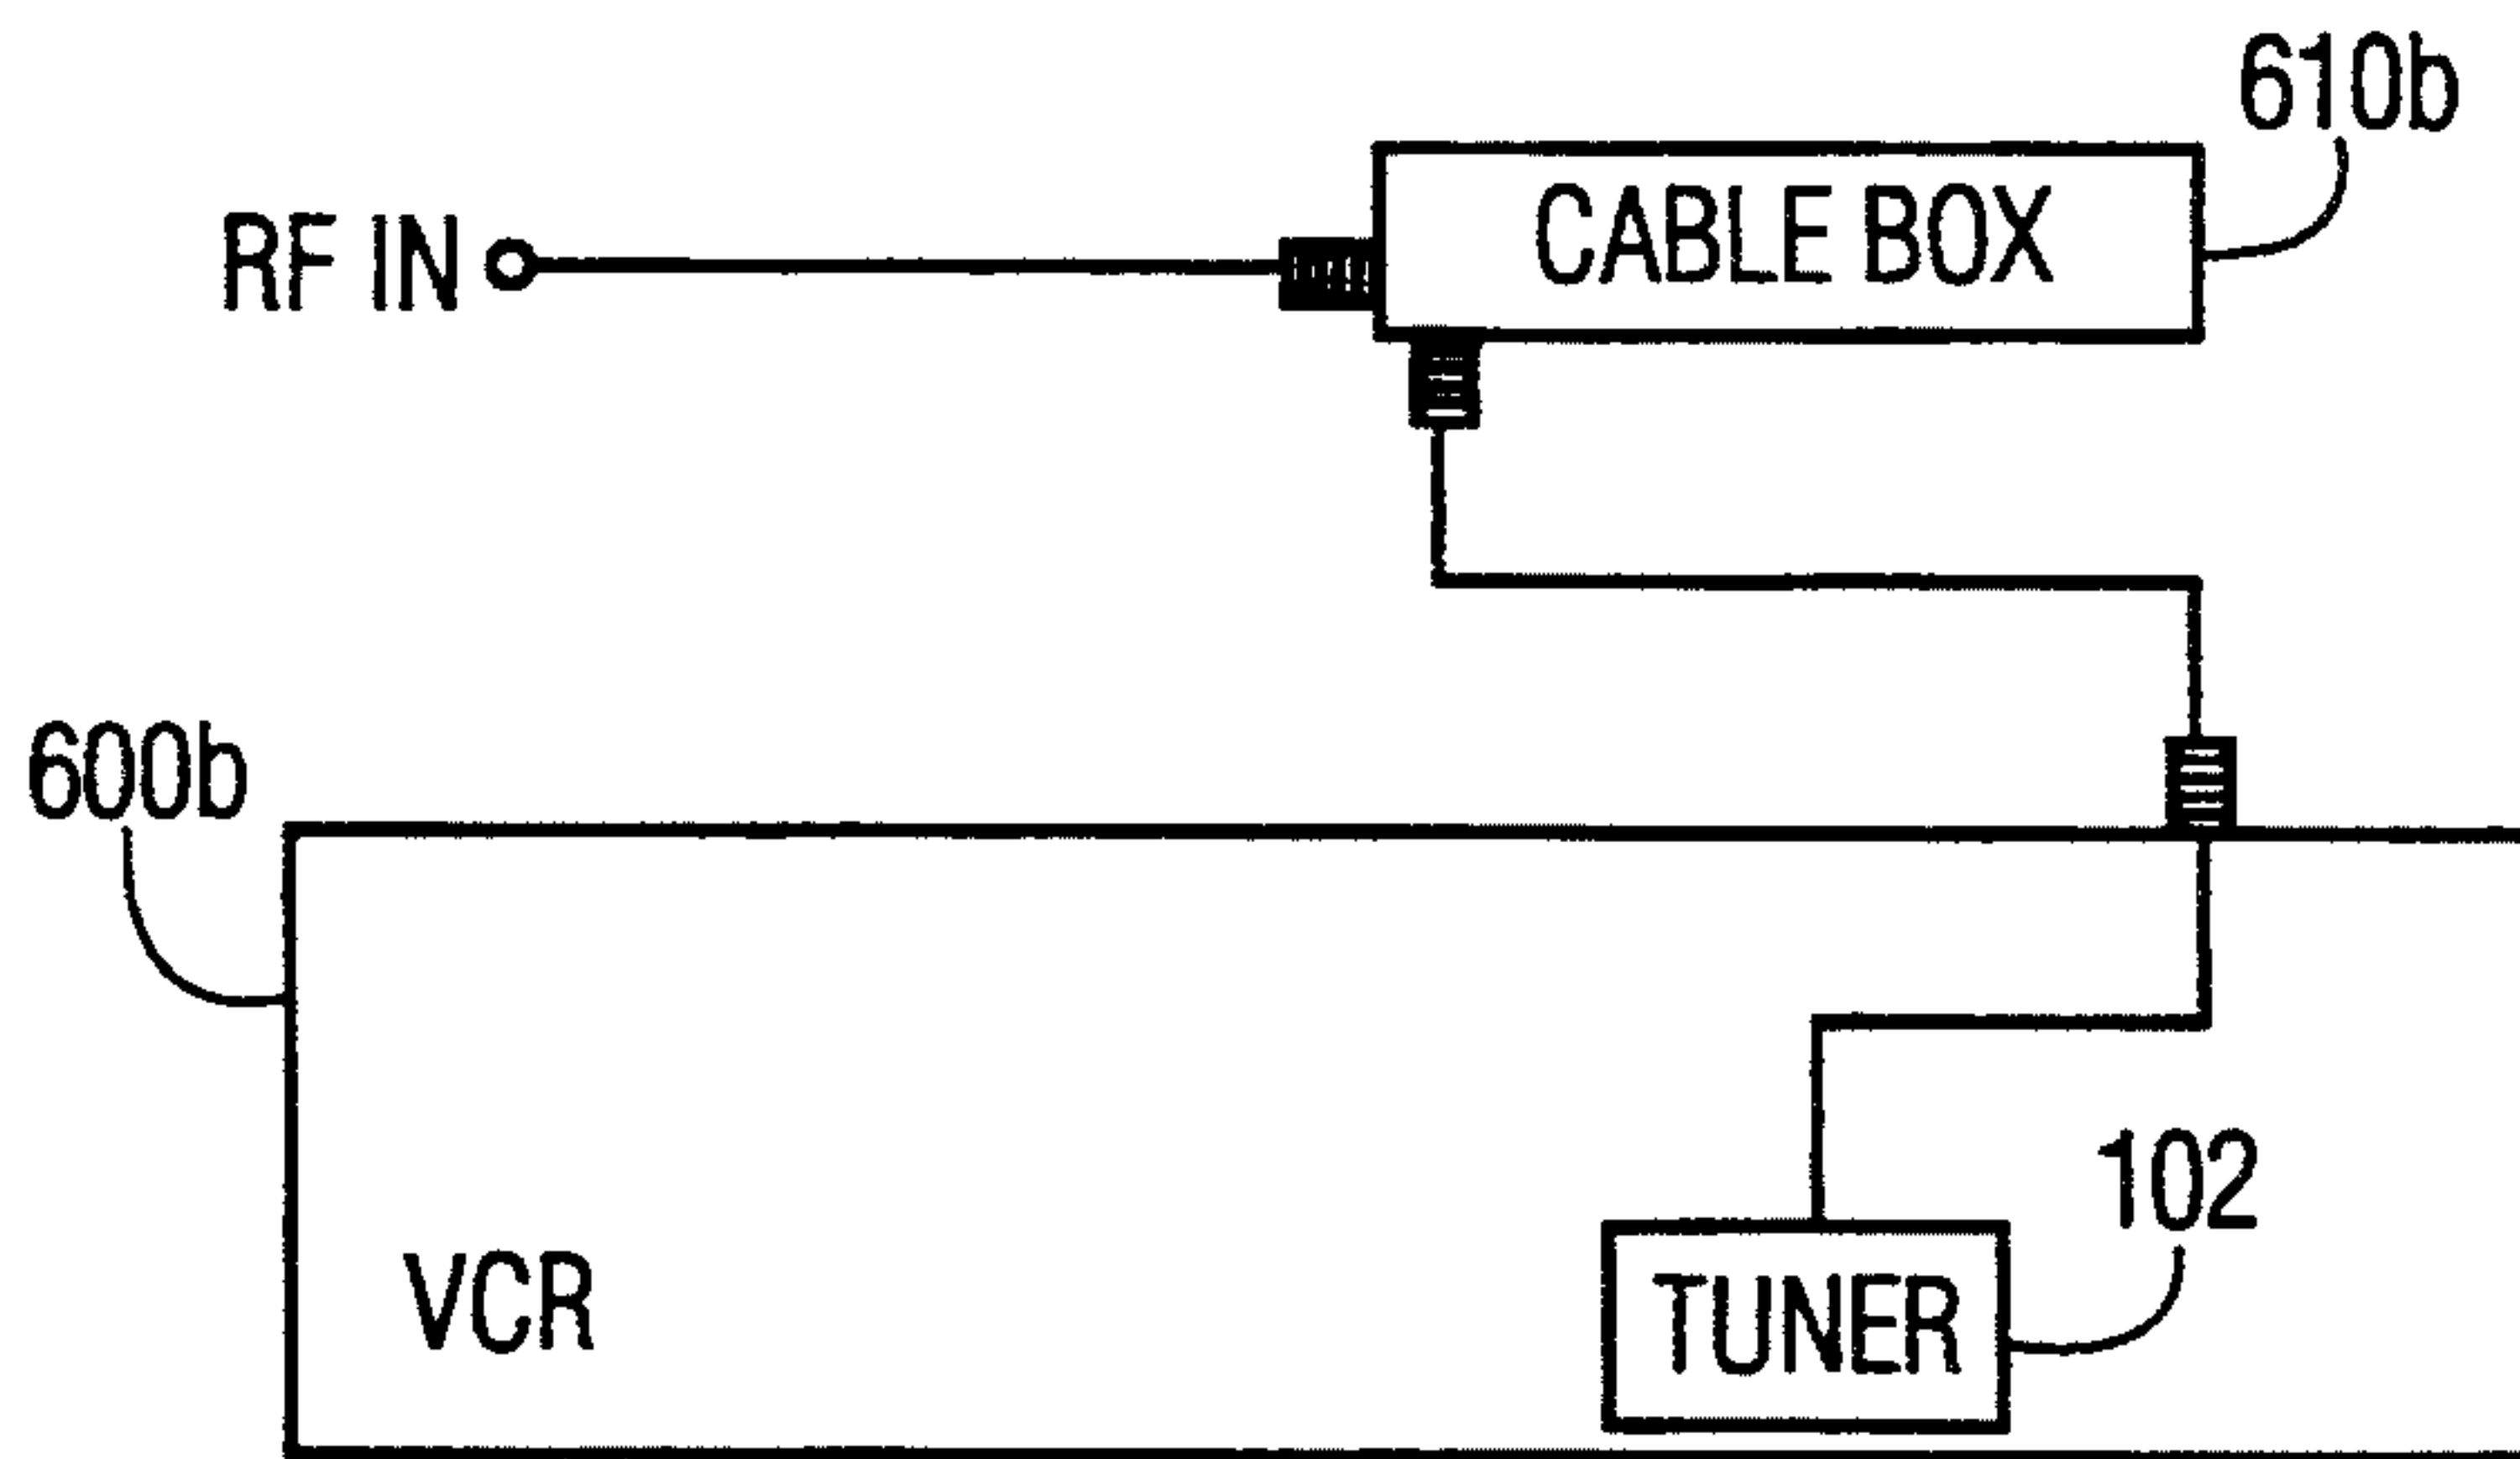 610b
CABLE BOX
RF IN
600b
102
VCR
TUNER